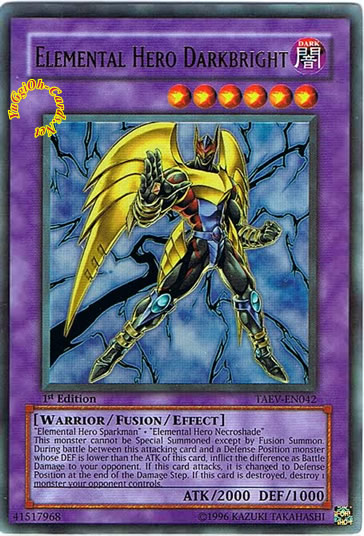 ELEMENTAL HERO DARKBRIGHT
DARK
闇
YuGiOh-Cards.Net
1st Edition
TAEV-EN042
[WARRIOR/FUSION/EFFECT]
"Elemental Hero Sparkman" + "Elemental Hero Necroshade"
This monster cannot be Special Summoned except by Fusion Summon.
During battle between this attacking card and a Defense Position monster
whose DEF is lower than the ATK of this card, inflict the difference as Battle
Damage to your opponent. If this card attacks, it is changed to Defense
Position at the end of the Damage Step. If this card is destroyed, destroy 1
monster your opponent controls.
ATK/2000 DEF/1000
41517968
©1996 KAZUKI TAKAHASHI